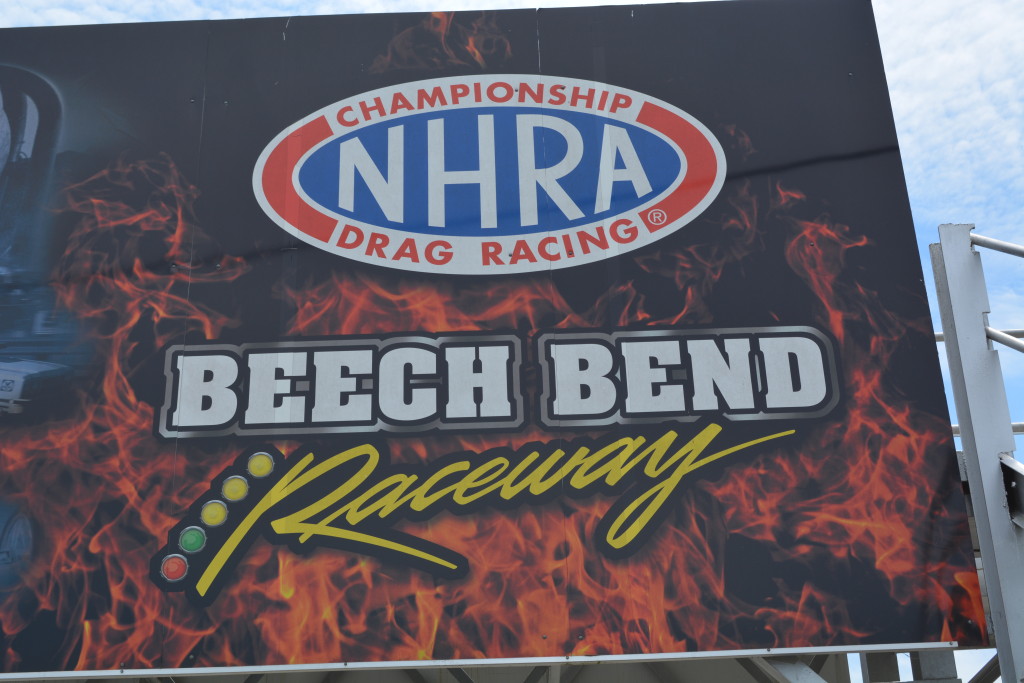 CHAMPIONSHIP
NHRA
DRAG RACING®
BEECH BEND
Raceway